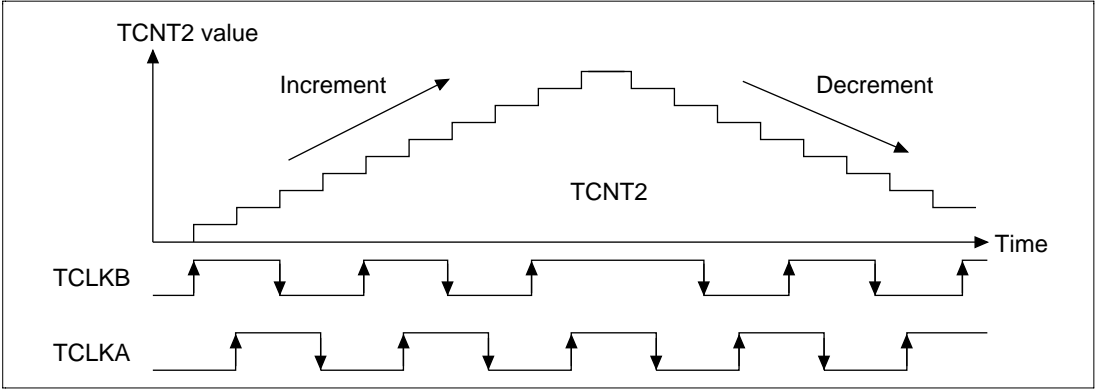 TCNT2 value
Increment
Decrement
TCNT2
Time
TCLKB
TCLKA